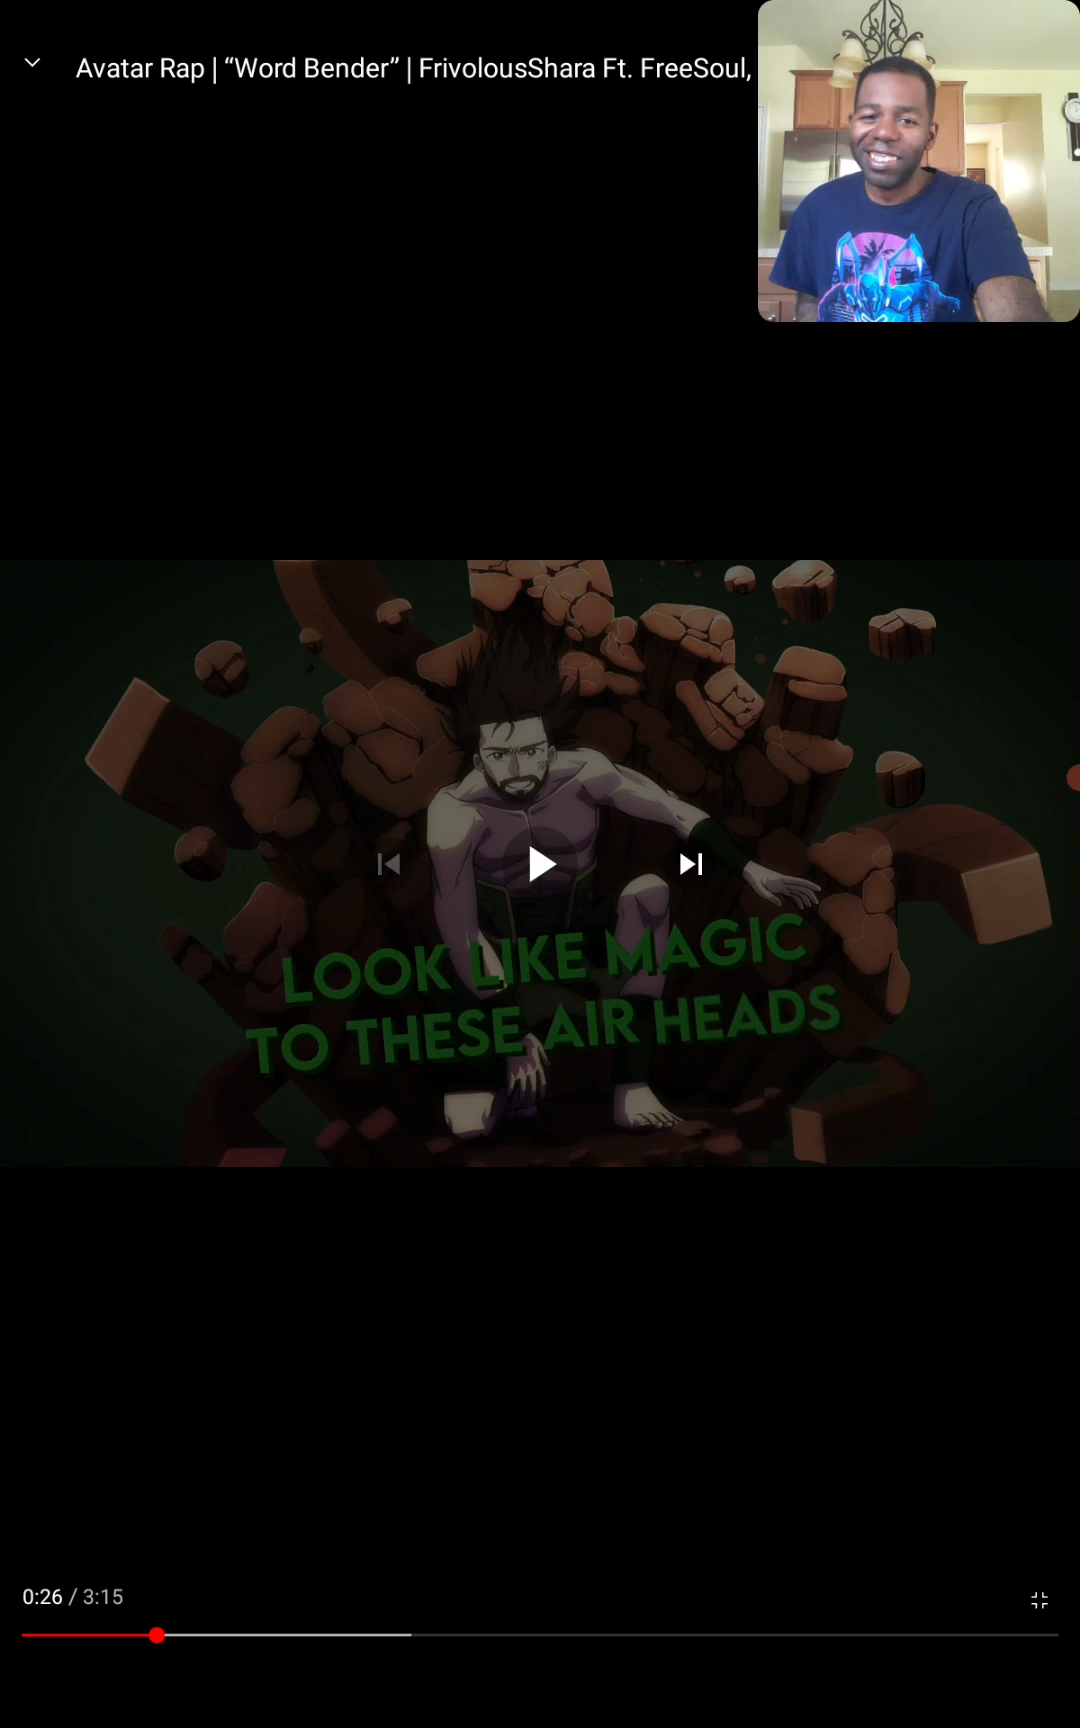 Avatar Rap | “Word Bender” | FrivolousShara Ft. FreeSoul,
LOOK LIKE MAGIC
TO THESE AIR HEADS
0:26 / 3:15